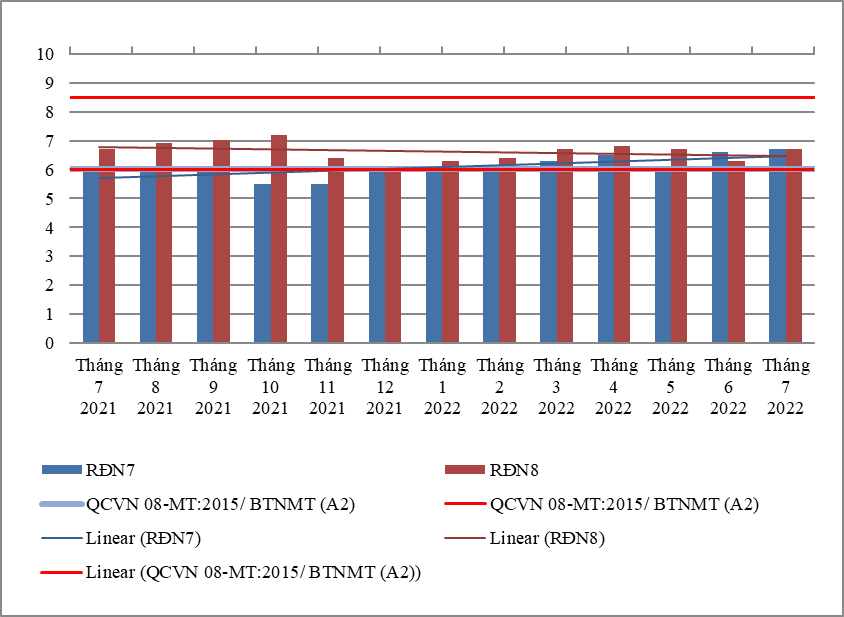 10
9
8
7
6
5
4
3
2
1
0
Tháng 7 2021
Tháng 8 2021
Tháng 9 2021
Tháng 10 2021
Tháng 11 2021
Tháng 12 2021
Tháng 1 2022
Tháng 2 2022
Tháng 3 2022
Tháng 4 2022
Tháng 5 2022
Tháng 6 2022
Tháng 7 2022
RĐN7
RĐN8
QCVN 08-MT:2015/ BTNMT (A2)
QCVN 08-MT:2015/ BTNMT (A2)
Linear (RĐN7)
Linear (RĐN8)
Linear (QCVN 08-MT:2015/ BTNMT (A2))